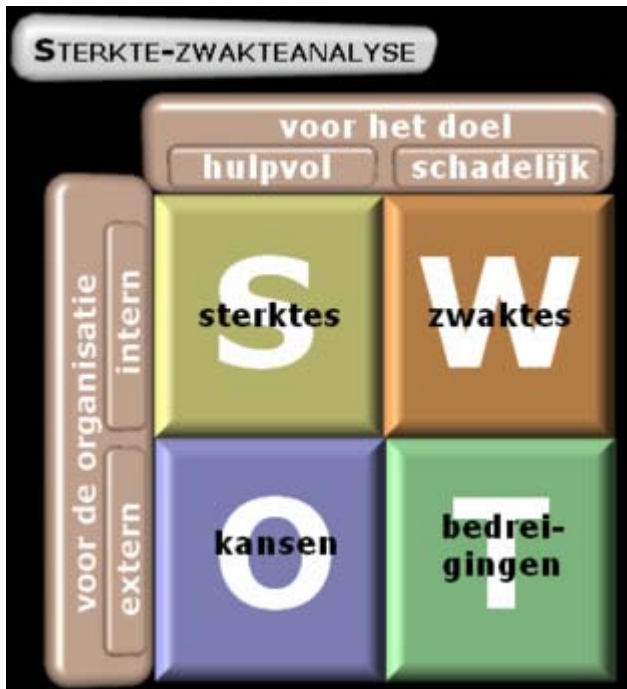 STERKTE-ZWAKTEANALYSE
voor het doel
hulpvol schadelijk
voor de organisatie
intern
extern
S
sterktes
W
zwaktes
O
kansen
T
bedrei-
gingen